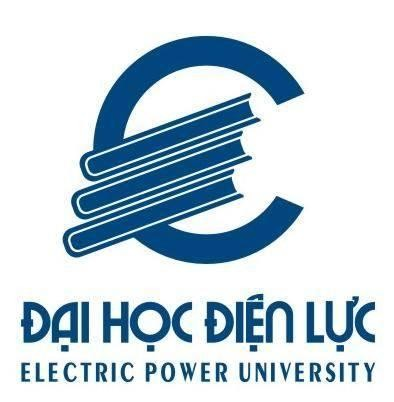 ĐẠI HỌC ĐIỆN LỰC
ELECTRIC POWER UNIVERSITY